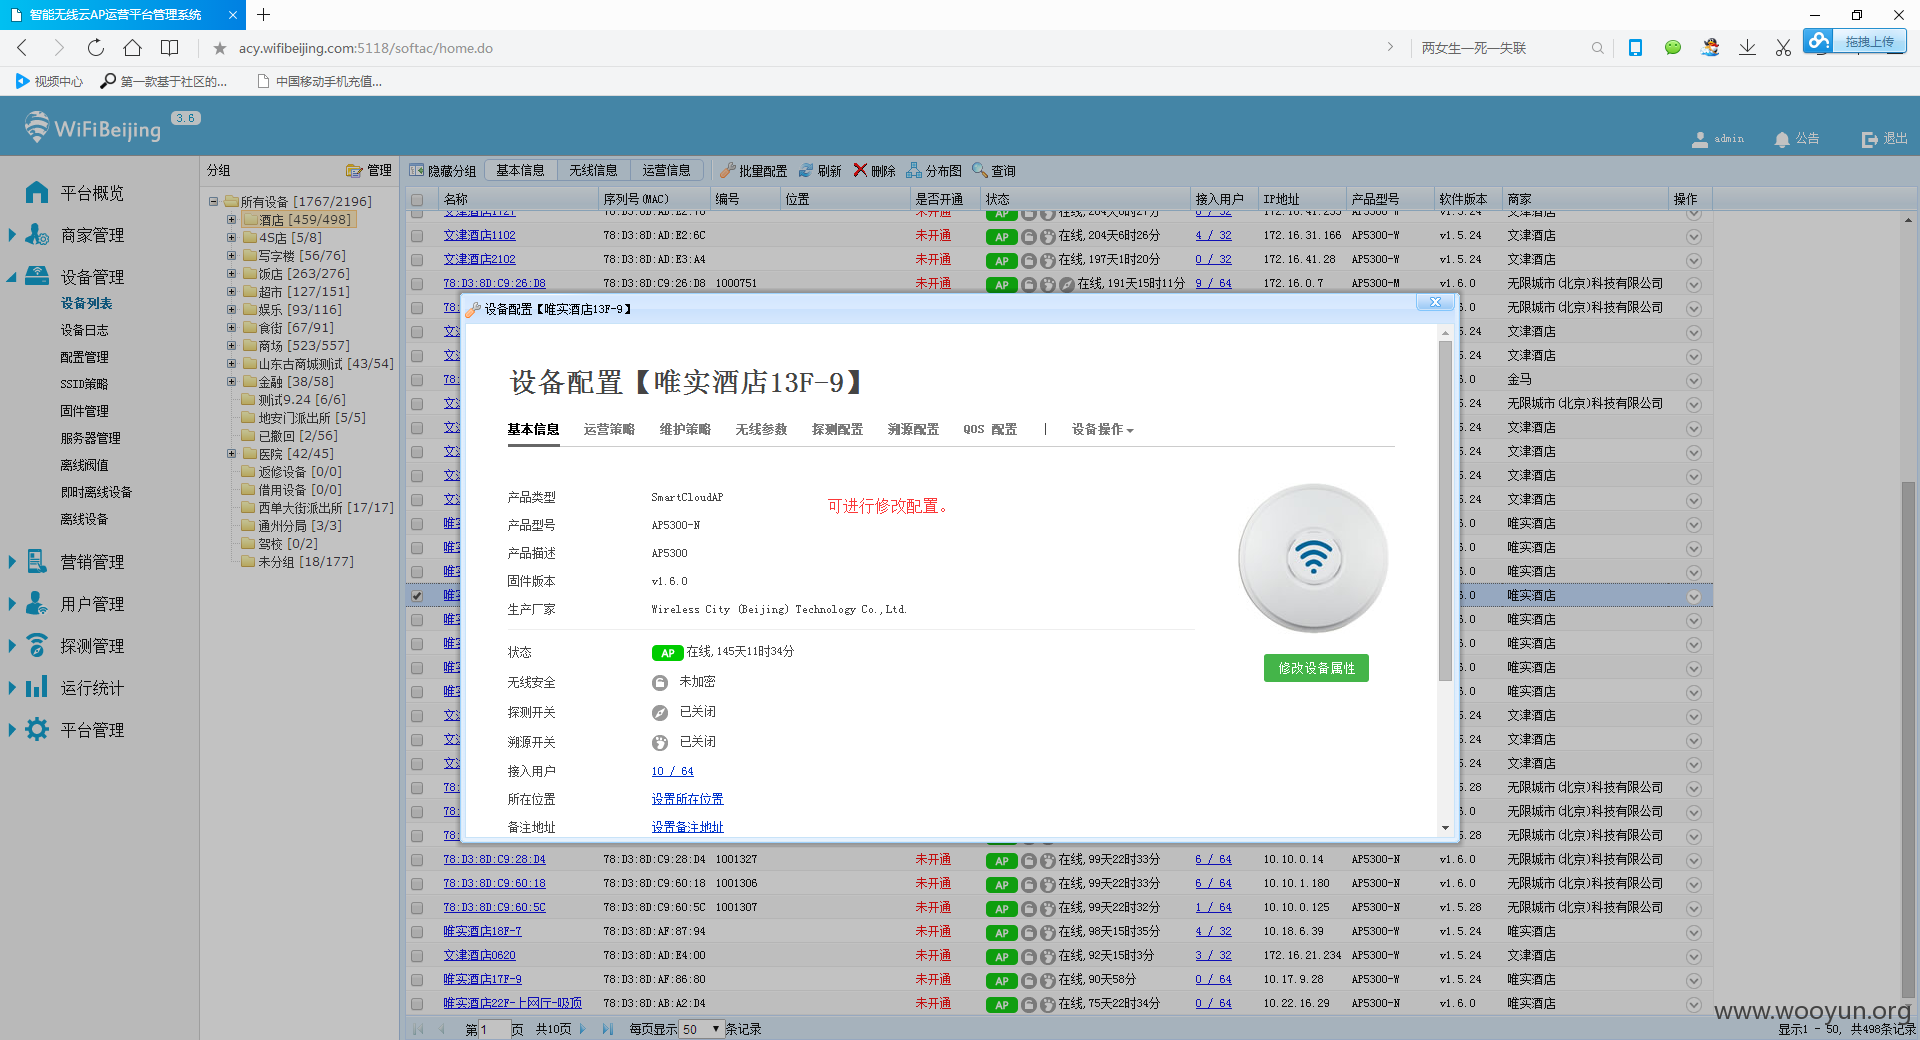 智能无线云AP运营平台管理系统
acy.wifibeijing.com:5118/softac/home.do
两女生一死一失联
拖拽上传
视频中心
第一款基于社区的...
中国移动手机充值...
WiFiBeijing
3.6
admin
公告
退出
平台概览
商家管理
设备管理
设备列表
设备日志
配置管理
SSID策略
固件管理
服务器管理
离线阀值
即时离线设备
离线设备
营销管理
用户管理
探测管理
运行统计
平台管理
分组
管理
所有设备 [1767/2196]
酒店 [459/498]
4S店 [5/8]
写字楼 [56/76]
饭店 [263/276]
超市 [127/151]
娱乐 [93/116]
食街 [67/91]
商场 [523/557]
山东古商城测试 [43/54]
金融 [38/58]
测试9.24 [6/6]
地安门派出所 [5/5]
已撤回 [2/56]
医院 [42/45]
返修设备 [0/0]
借用设备 [0/0]
西单大街派出所 [17/17]
通州分局 [3/3]
驾校 [0/2]
未分组 [18/177]
隐藏分组 基本信息 无线信息 运营信息 批量配置 刷新 删除 分布图 查询
名称 序列号(MAC) 编号 位置 是否开通 状态 接入用户 IP地址 产品型号 软件版本 商家 操作
文津酒店1102 78:D3:8D:AD:E2:6C 未开通 AP 在线,204天6时26分 4 / 32 172.16.31.166 AP5300-W v1.5.24 文津酒店
文津酒店2102 78:D3:8D:AD:E3:A4 未开通 AP 在线,197天1时20分 0 / 32 172.16.41.28 AP5300-W v1.5.24 文津酒店
78:D3:8D:C9:26:D8 78:D3:8D:C9:26:D8 1000751 未开通 AP 在线,191天15时11分 9 / 64 172.16.0.7 AP5300-M v1.6.0 无限城市(北京)科技有限公司
设备配置【唯实酒店13F-9】
设备配置【唯实酒店13F-9】
基本信息 运营策略 维护策略 无线参数 探测配置 溯源配置 QOS 配置 | 设备操作
产品类型 SmartCloudAP
可进行修改配置。
产品型号 AP5300-N
产品描述 AP5300
固件版本 v1.6.0
生产厂家 Wireless City (Beijing) Technology Co.,Ltd.
状态 AP 在线,145天11时34分
无线安全 未加密
探测开关 已关闭
溯源开关 已关闭
接入用户 10 / 64
所在位置 设置所在位置
备注地址 设置备注地址
修改设备属性
78:D3:8D:C9:28:D4 78:D3:8D:C9:28:D4 1001327 未开通 AP 在线,99天22时33分 6 / 64 10.10.0.14 AP5300-N v1.6.0 无限城市(北京)科技有限公司
78:D3:8D:C9:60:18 78:D3:8D:C9:60:18 1001306 未开通 AP 在线,99天22时33分 6 / 64 10.10.1.180 AP5300-N v1.6.0 无限城市(北京)科技有限公司
78:D3:8D:C9:60:5C 78:D3:8D:C9:60:5C 1001307 未开通 AP 在线,99天22时32分 1 / 64 10.10.0.125 AP5300-N v1.5.28 无限城市(北京)科技有限公司
唯实酒店18F-7 78:D3:8D:AF:87:94 未开通 AP 在线,98天15时35分 4 / 32 10.18.6.39 AP5300-W v1.5.24 唯实酒店
文津酒店0620 78:D3:8D:AD:E4:00 未开通 AP 在线,92天15时3分 3 / 32 172.16.21.234 AP5300-W v1.5.24 文津酒店
唯实酒店17F-9 78:D3:8D:AF:86:80 未开通 AP 在线,90天58分 0 / 64 10.17.9.28 AP5300-W v1.5.24 唯实酒店
唯实酒店22F-上网厅-吸顶 78:D3:8D:AB:A2:D4 未开通 AP 在线,75天22时34分 0 / 64 10.22.16.29 AP5300-N v1.6.0 唯实酒店
第 1 页 共10页 每页显示 50 条记录
显示1 - 50, 共498条记录
www.wooyun.org